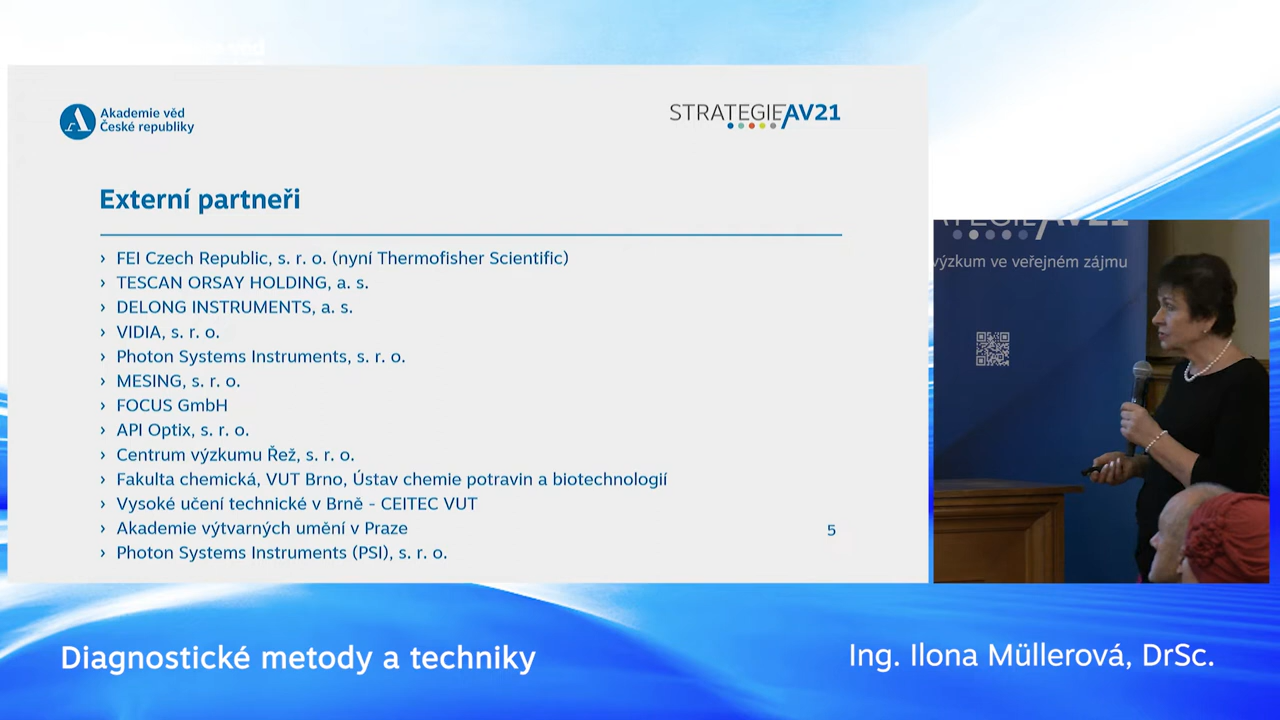 Akademie věd
České republiky
STRATEGIE/AV21
Externí partneři
› FEI Czech Republic, s. r. o. (nyní Thermofisher Scientific)
› TESCAN ORSAY HOLDING, a. s.
› DELONG INSTRUMENTS, a. s.
› VIDIA, s. r. o.
› Photon Systems Instruments, s. r. o.
› MESING, s. r. o.
› FOCUS GmbH
› API Optix, s. r. o.
› Centrum výzkumu Řež, s. r. o.
› Fakulta chemická, VUT Brno, Ústav chemie potravin a biotechnologií
› Vysoké učení technické v Brně - CEITEC VUT
› Akademie výtvarných umění v Praze
› Photon Systems Instruments (PSI), s. r. o.
5
ATEGIE/AV21
výzkum ve veřejném zájmu
Diagnostické metody a techniky
Ing. Ilona Müllerová, DrSc.